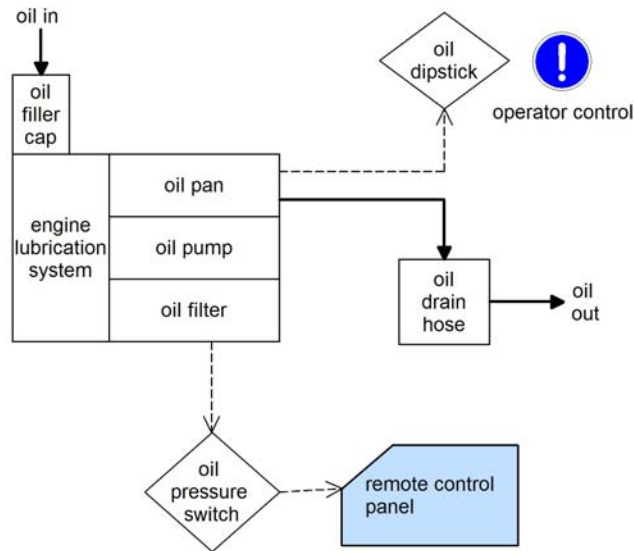 oil in
oil
filler
cap
oil
dipstick
operator control
engine
lubrication
system
oil pan
oil pump
oil filter
oil
drain
hose
oil
out
oil
pressure
switch
remote control
panel